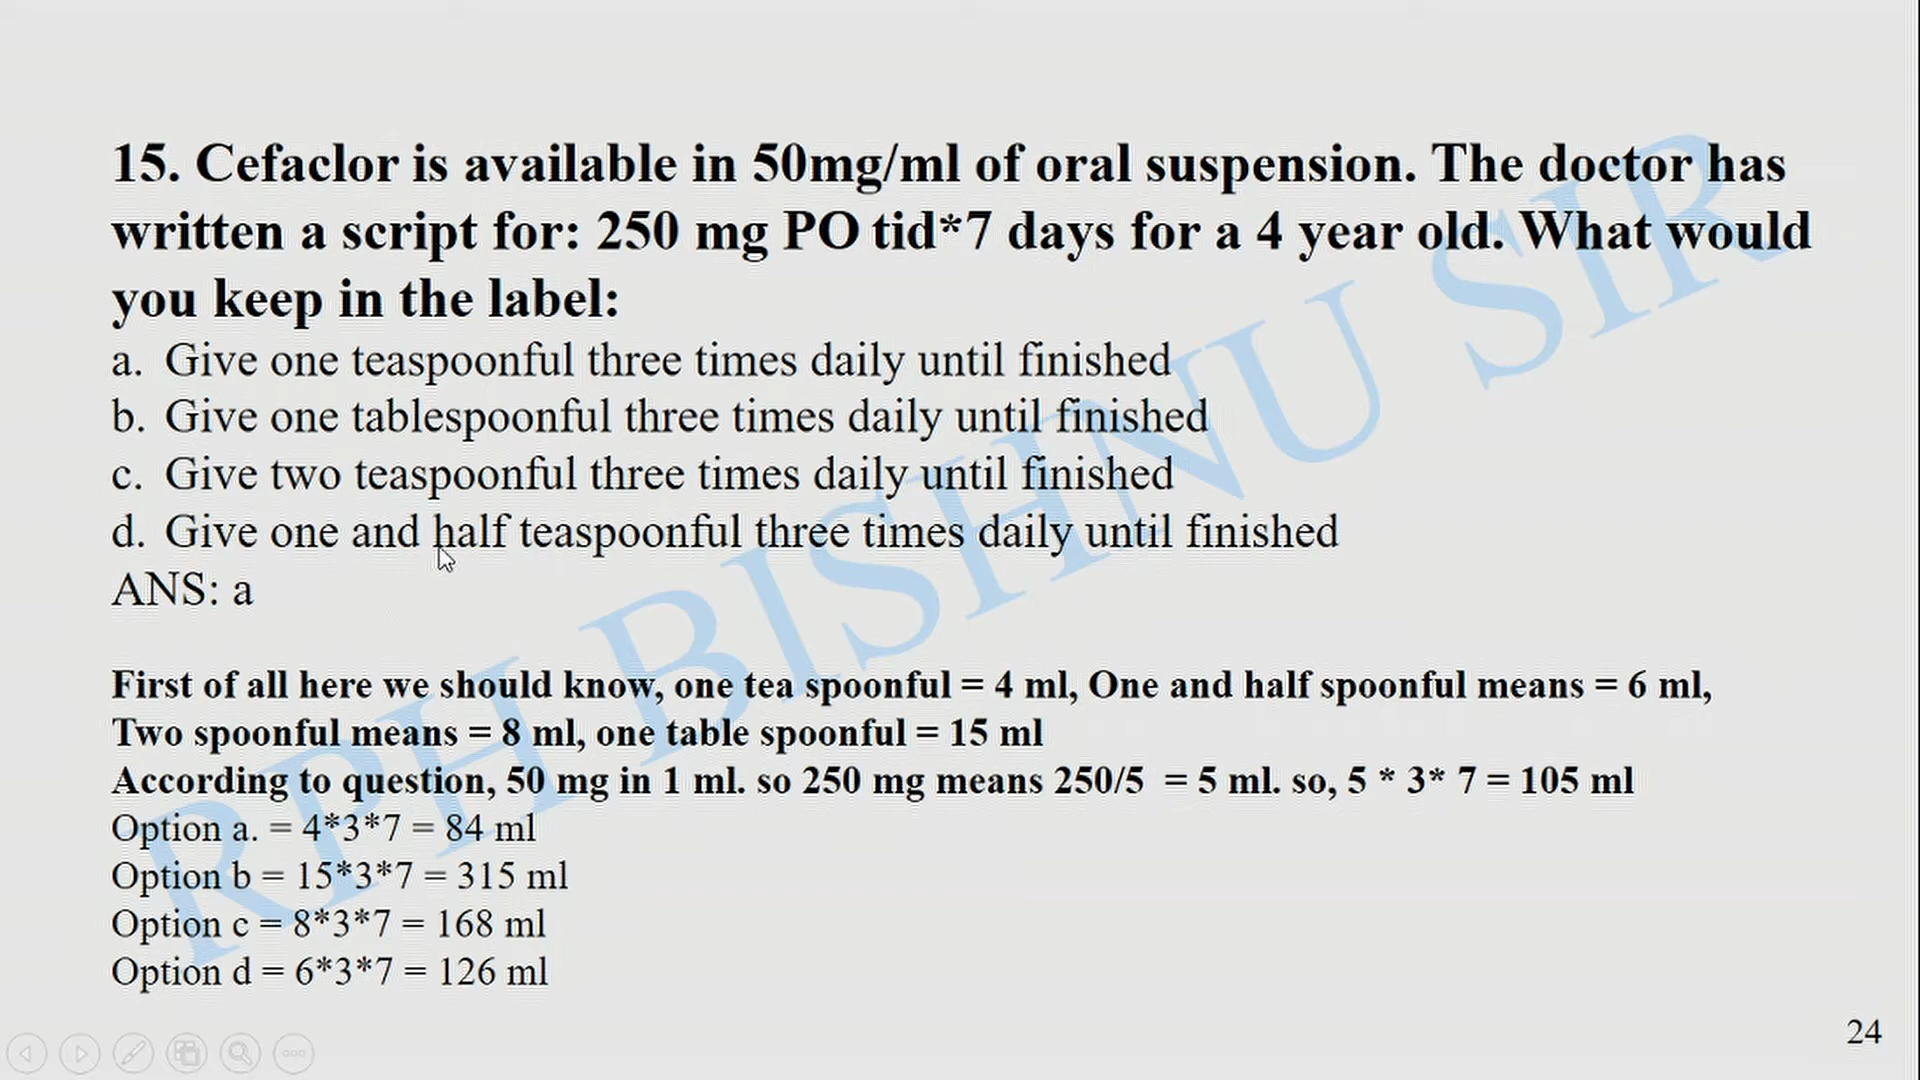 15. Cefaclor is available in 50mg/ml of oral suspension. The doctor has
written a script for: 250 mg PO tid*7 days for a 4 year old. What would
you keep in the label:
a. Give one teaspoonful three times daily until finished
b. Give one tablespoonful three times daily until finished
c. Give two teaspoonful three times daily until finished
d. Give one and half teaspoonful three times daily until finished
ANS: a
First of all here we should know, one tea spoonful = 4 ml, One and half spoonful means = 6 ml,
Two spoonful means = 8 ml, one table spoonful = 15 ml
According to question, 50 mg in 1 ml. so 250 mg means 250/5 = 5 ml. so, 5 * 3* 7 = 105 ml
Option a. = 4*3*7 = 84 ml
Option b = 15*3*7 = 315 ml
Option c = 8*3*7 = 168 ml
Option d = 6*3*7 = 126 ml
RPH BISHNU SIR
24